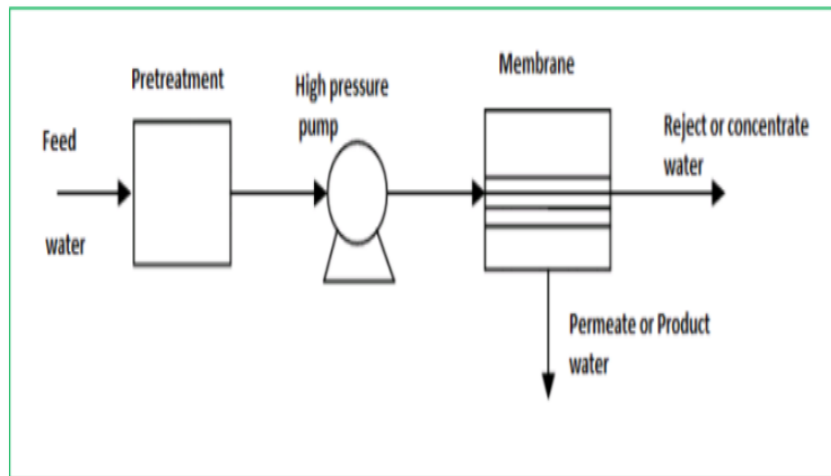 Feed
water
Pretreatment
High pressure
pump
Membrane
Reject or concentrate
water
Permeate or Product
water